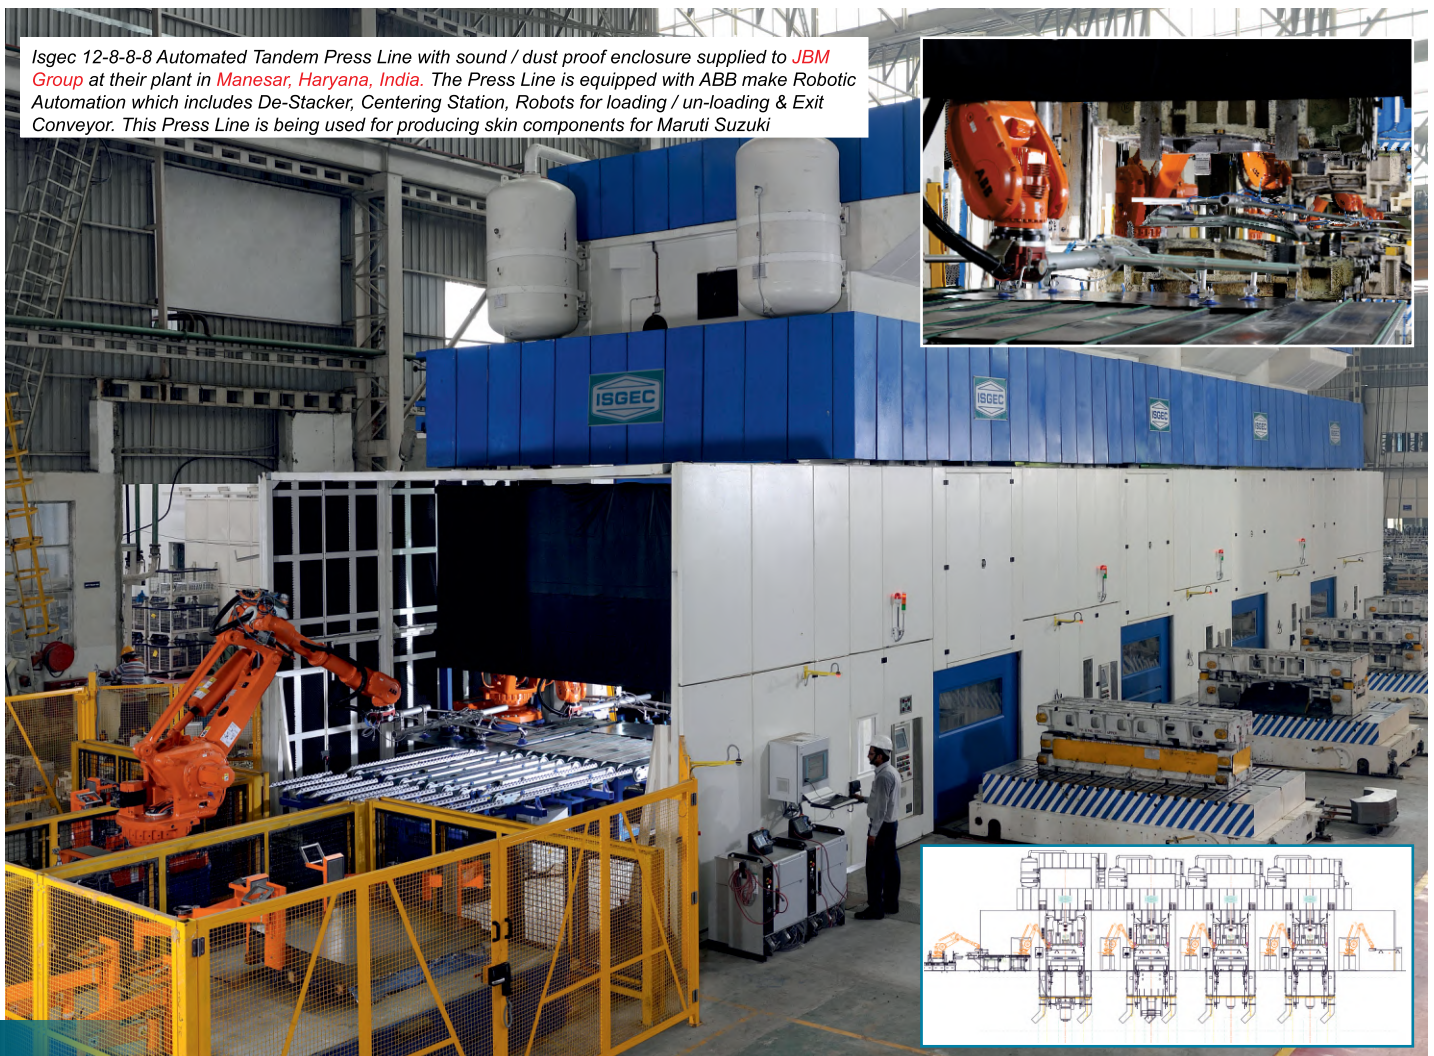 Isgec 12-8-8-8 Automated Tandem Press Line with sound / dust proof enclosure supplied to JBM
Group at their plant in Manesar, Haryana, India. The Press Line is equipped with ABB make Robotic
Automation which includes De-Stacker, Centering Station, Robots for loading / un-loading & Exit
Conveyor. This Press Line is being used for producing skin components for Maruti Suzuki
ABB
ISGEC
ISGEC
ISGEC
ISGEC
ISGEC